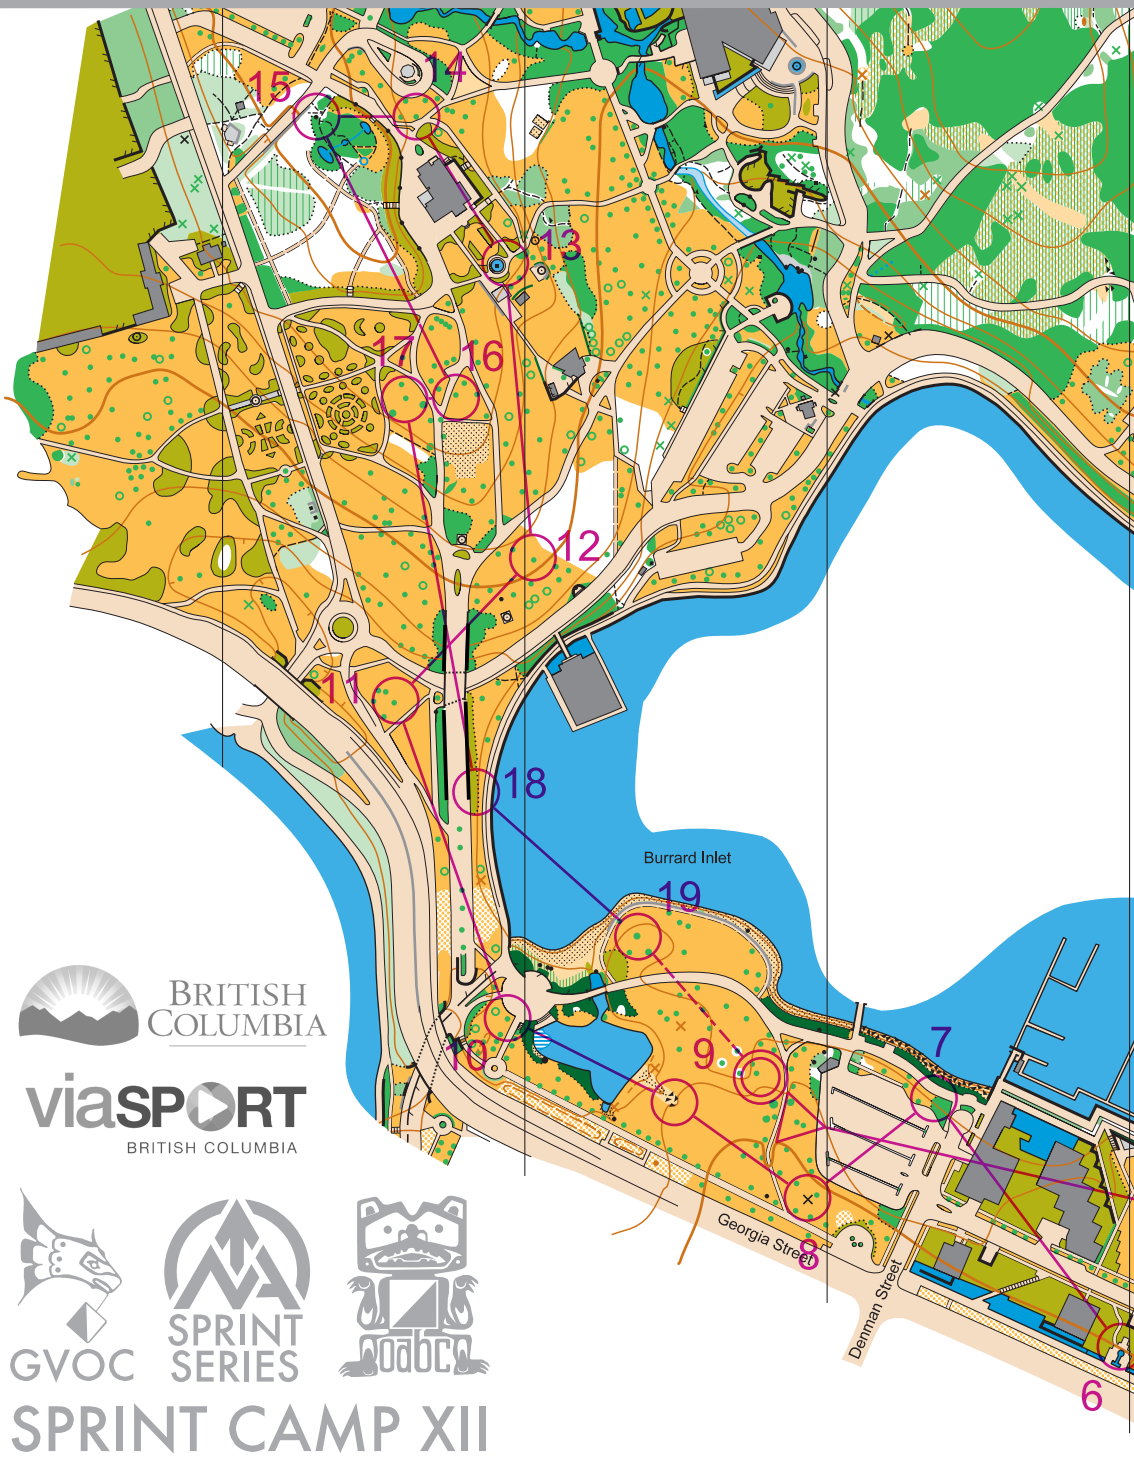 15
14
13
17
16
12
11
18
Burrard Inlet
19
7
9
10
Georgia Street
8
Denman Street
6
BRITISH
COLUMBIA
viaSPORT
BRITISH COLUMBIA
SPRINT
SERIES
GVOC
oabc
SPRINT CAMP XII